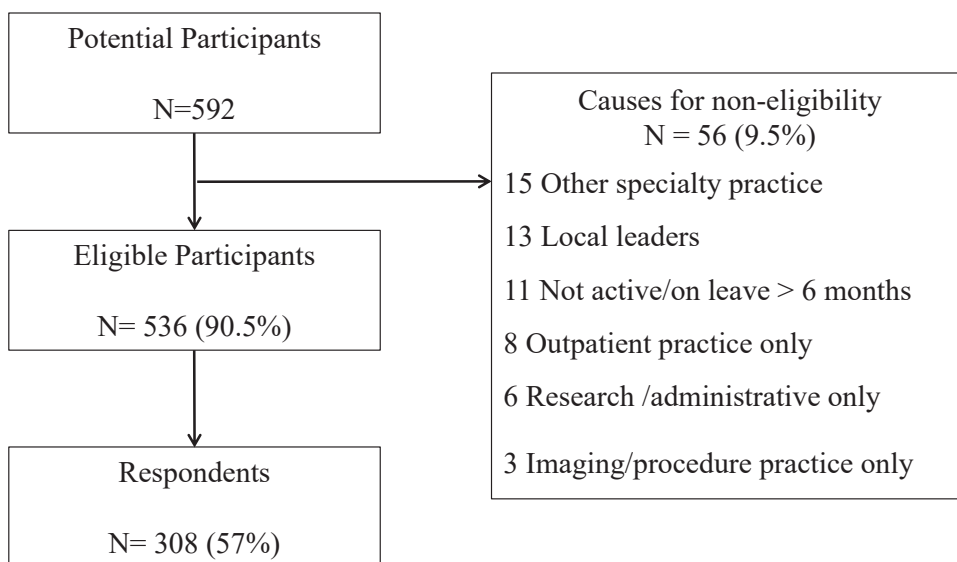 Potential Participants
N=592
Causes for non-eligibility
N = 56 (9.5%)
15 Other specialty practice
13 Local leaders
11 Not active/on leave > 6 months
8 Outpatient practice only
6 Research /administrative only
3 Imaging/procedure practice only
Eligible Participants
N= 536 (90.5%)
Respondents
N= 308 (57%)